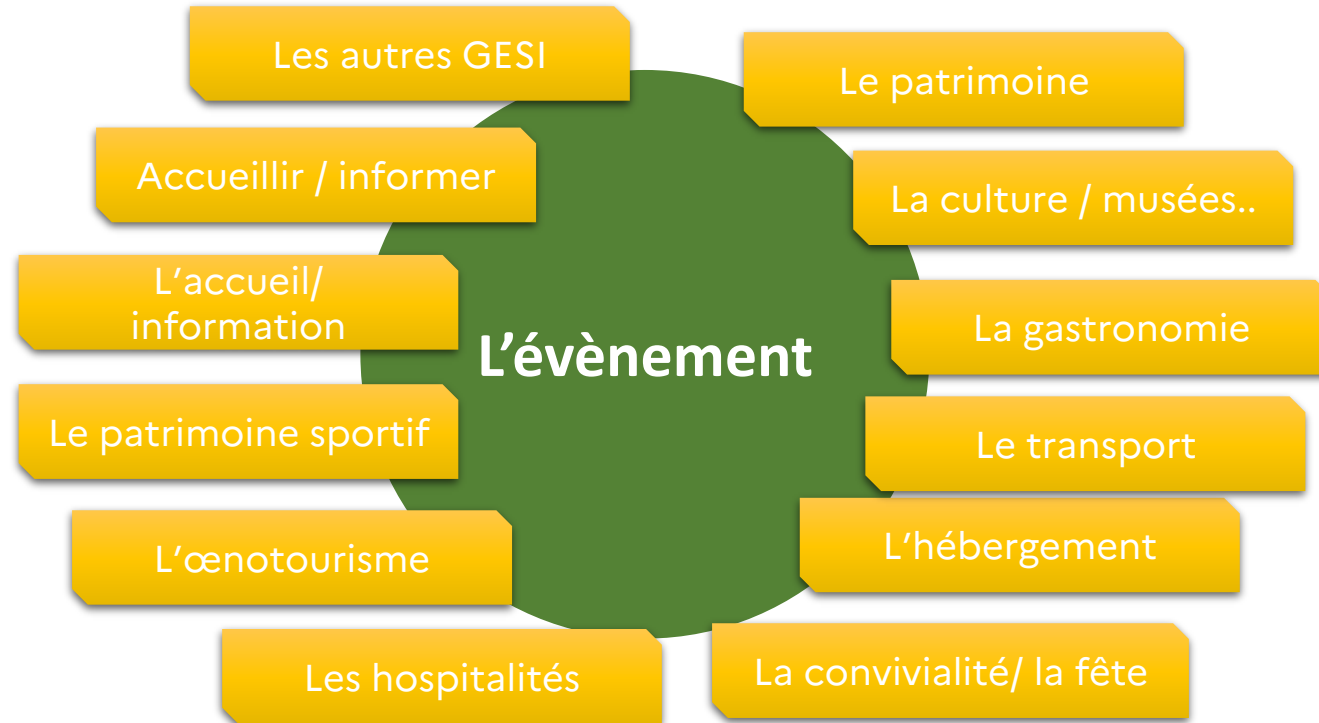 Les autres GESI
Le patrimoine
Accueillir / informer
La culture / musées..
L'accueil/
information
La gastronomie
L'évènement
Le patrimoine sportif
Le transport
L'œnotourisme
L'hébergement
Les hospitalités
La convivialité/ la fête